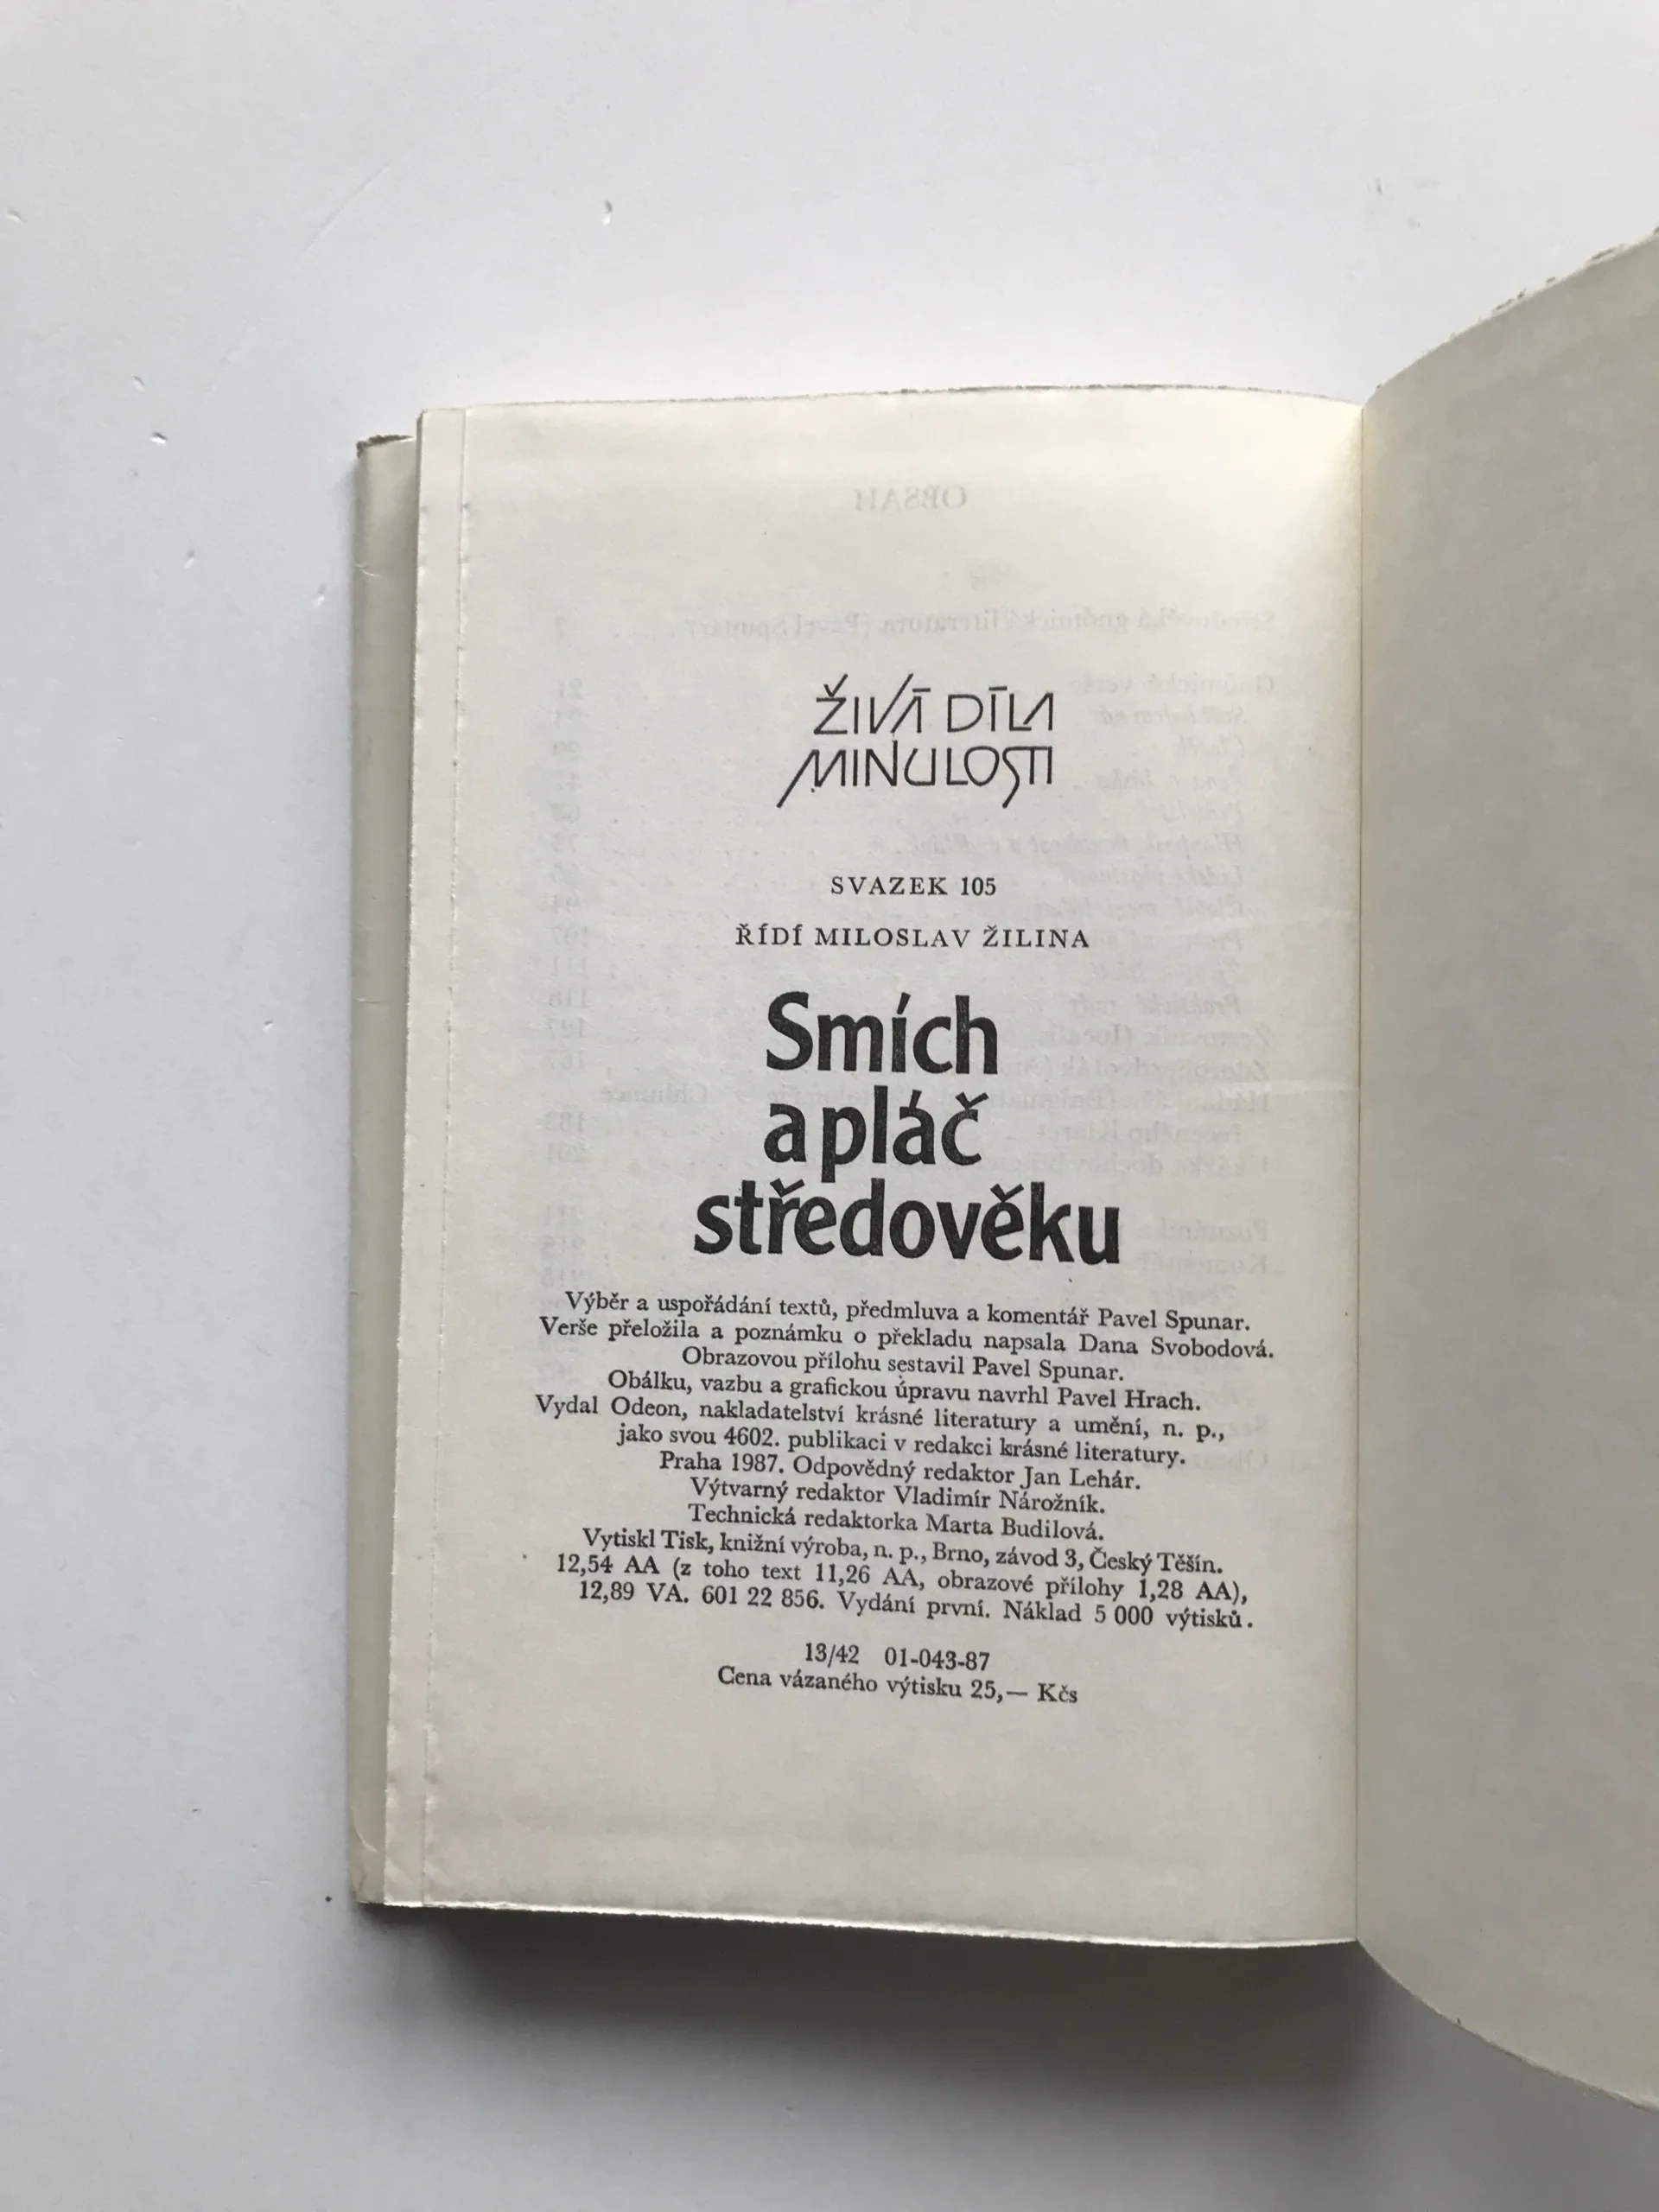 ŽIVÁ DÍLA
MINULOSTI
SVAZEK 105
ŘÍDÍ MILOSLAV ŽILINA
Smích
a pláč
středověku
Výběr a uspořádání textů, předmluva a komentář Pavel Spunar.
Verše přeložila a poznámku o překladu napsala Dana Svobodová.
Obrazovou přílohu sestavil Pavel Spunar.
Obálku, vazbu a grafickou úpravu navrhl Pavel Hrach.
Vydal Odeon, nakladatelství krásné literatury a umění, n. p.,
jako svou 4602. publikaci v redakci krásné literatury.
Praha 1987. Odpovědný redaktor Jan Lehár.
Výtvarný redaktor Vladimír Nárožník.
Technická redaktorka Marta Budilová.
Vytiskl Tisk, knižní výroba, n. p., Brno, závod 3, Český Těšín.
12,54 AA (z toho text 11,26 AA, obrazové přílohy 1,28 AA),
12,89 VA. 601 22 856. Vydání první. Náklad 5 000 výtisků.
13/42 01-043-87
Cena vázaného výtisku 25,— Kčs